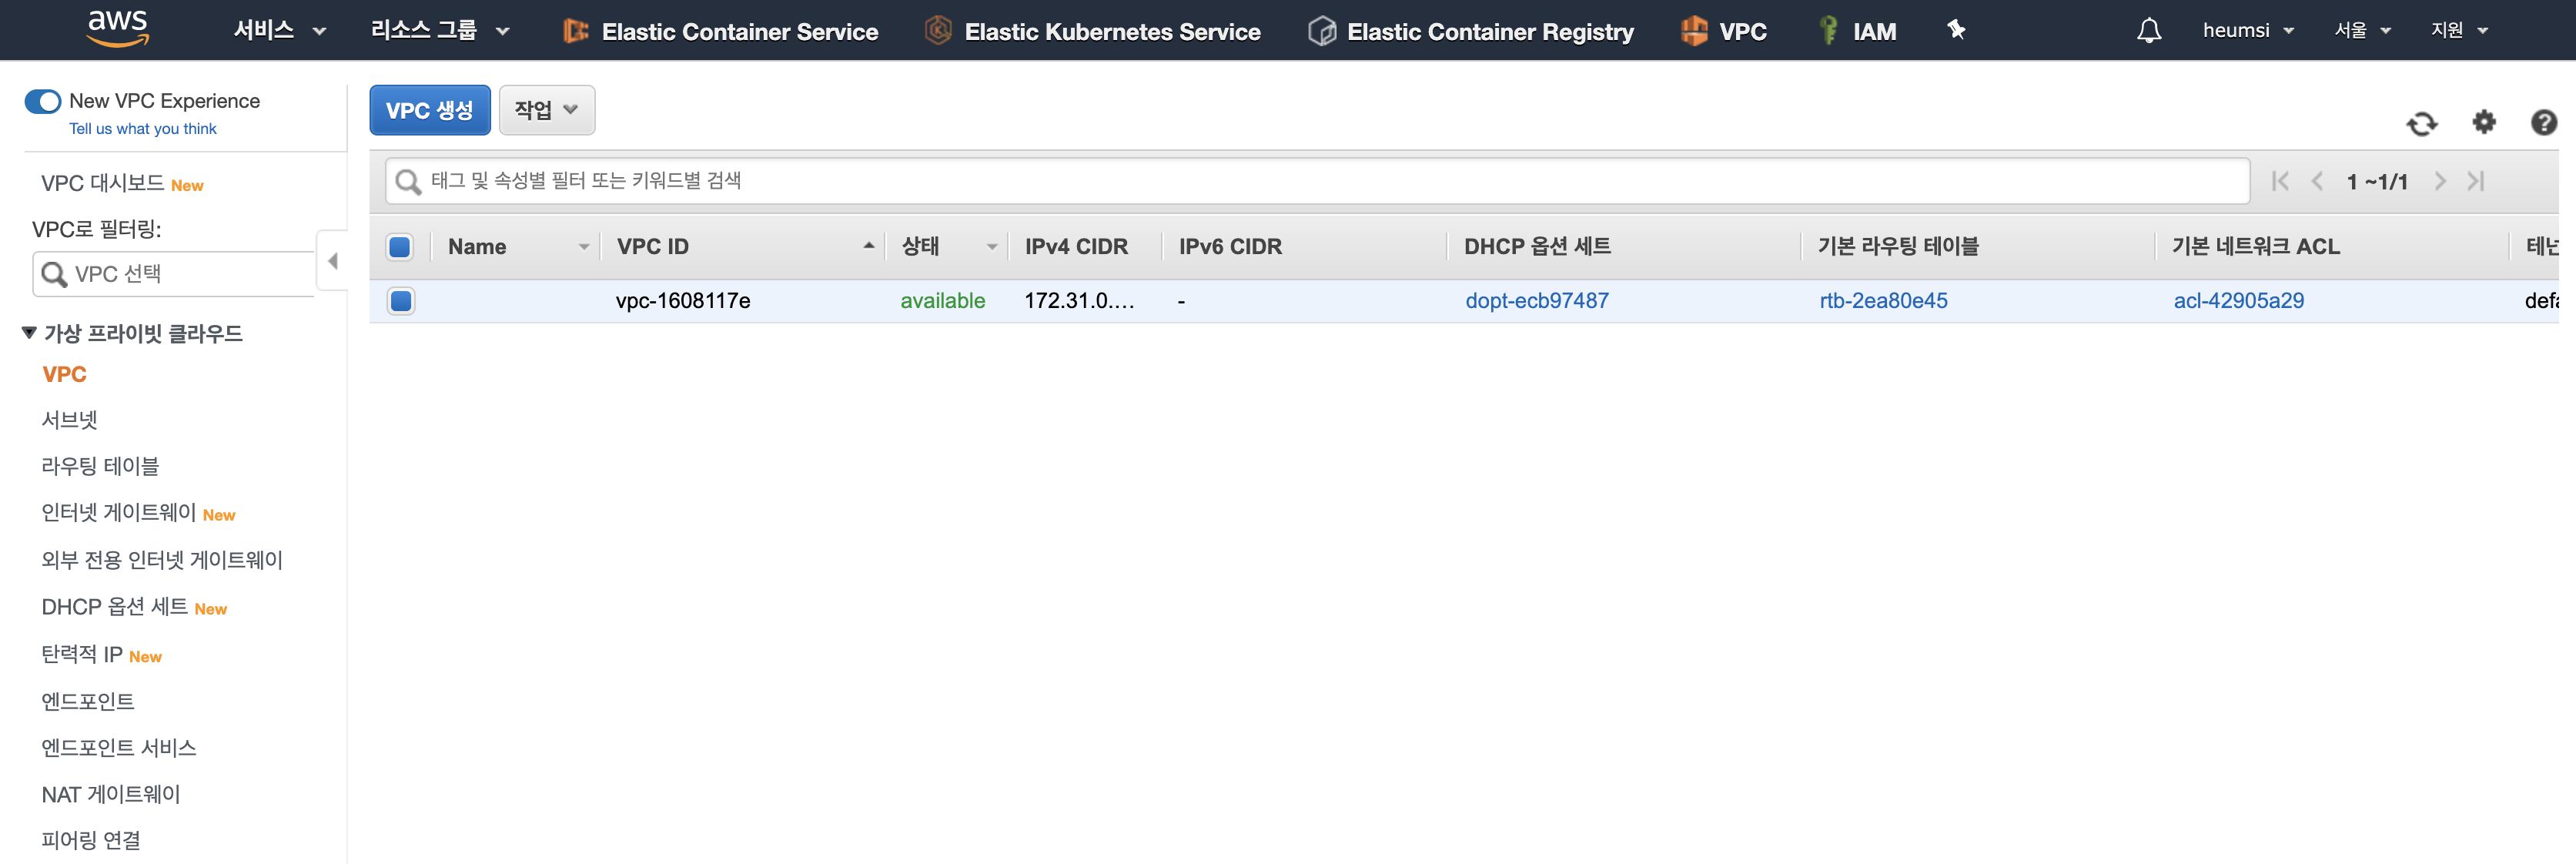 aws 서비스 리소스 그룹 Elastic Container Service Elastic Kubernetes Service Elastic Container Registry VPC IAM heumsi 서울 지원
New VPC Experience
Tell us what you think
VPC 대시보드 New
VPC로 필터링:
VPC 선택
가상 프라이빗 클라우드
VPC
서브넷
라우팅 테이블
인터넷 게이트웨이 New
외부 전용 인터넷 게이트웨이
DHCP 옵션 세트 New
탄력적 IP New
엔드포인트
엔드포인트 서비스
NAT 게이트웨이
피어링 연결
VPC 생성 작업
태그 및 속성별 필터 또는 키워드별 검색 1 ~1/1
Name VPC ID 상태 IPv4 CIDR IPv6 CIDR DHCP 옵션 세트 기본 라우팅 테이블 기본 네트워크 ACL 테넌
vpc-1608117e available 172.31.0.... - dopt-ecb97487 rtb-2ea80e45 acl-42905a29 defa